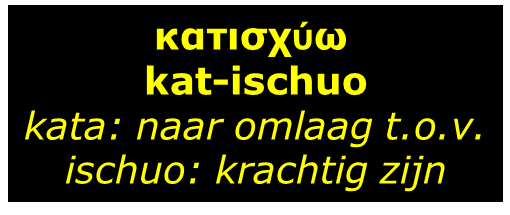 κατισχύω
kat-ischuo
kata: naar omlaag t.o.v.
ischuo: krachtig zijn